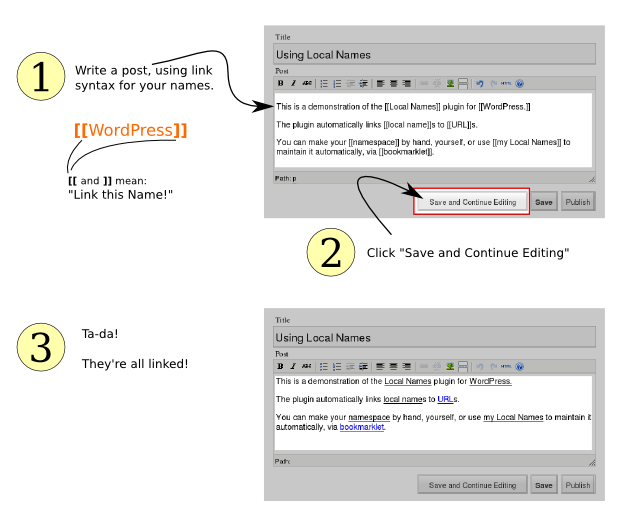 1
Write a post, using link
syntax for your names.
[[WordPress]]
[[ and ]] mean:
"Link this Name!"
Title
Using Local Names
Post
B I ABC HTML
This is a demonstration of the [[Local Names]] plugin for [[WordPress.]]
The plugin automatically links [[local name]]s to [[URL]]s.
You can make your [[namespace]] by hand, yourself, or use [[my Local Names]] to
maintain it automatically, via [[bookmarklet]].
Path: p
Save and Continue Editing Save Publish
2
Click "Save and Continue Editing"
3
Ta-da!
They're all linked!
Title
Using Local Names
Post
B I ABC HTML
This is a demonstration of the Local Names plugin for WordPress.
The plugin automatically links local names to URLs.
You can make your namespace by hand, yourself, or use my Local Names to maintain it
automatically, via bookmarklet.
Path:
Save and Continue Editing Save Publish